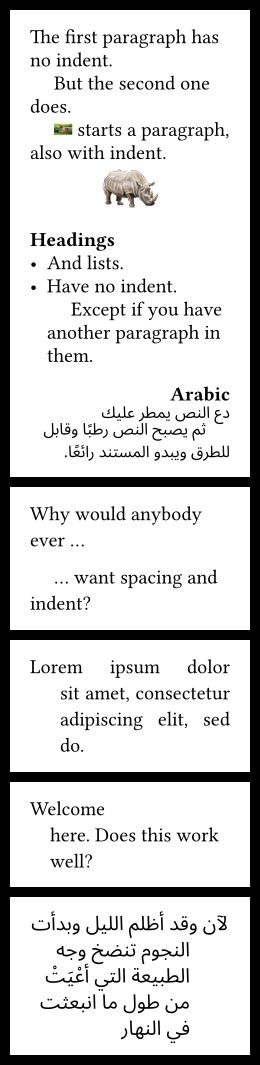 The first paragraph has
no indent.
But the second one
does.
starts a paragraph,
also with indent.
Headings
• And lists.
• Have no indent.
Except if you have
another paragraph in
them.
Arabic
دع النص يمطر عليك
ثم يصبح النص رطبًا وقابل
للطرق ويبدو المستند رائعًا.
Why would anybody
ever …
… want spacing and
indent?
Lorem ipsum dolor
sit amet, consectetur
adipiscing elit, sed
do.
Welcome
here. Does this work
well?
لآن وقد أظلم الليل وبدأت
النجوم تنضخ وجه
الطبيعة التي أعْيَتْ
من طول ما انبعثت
في النهار